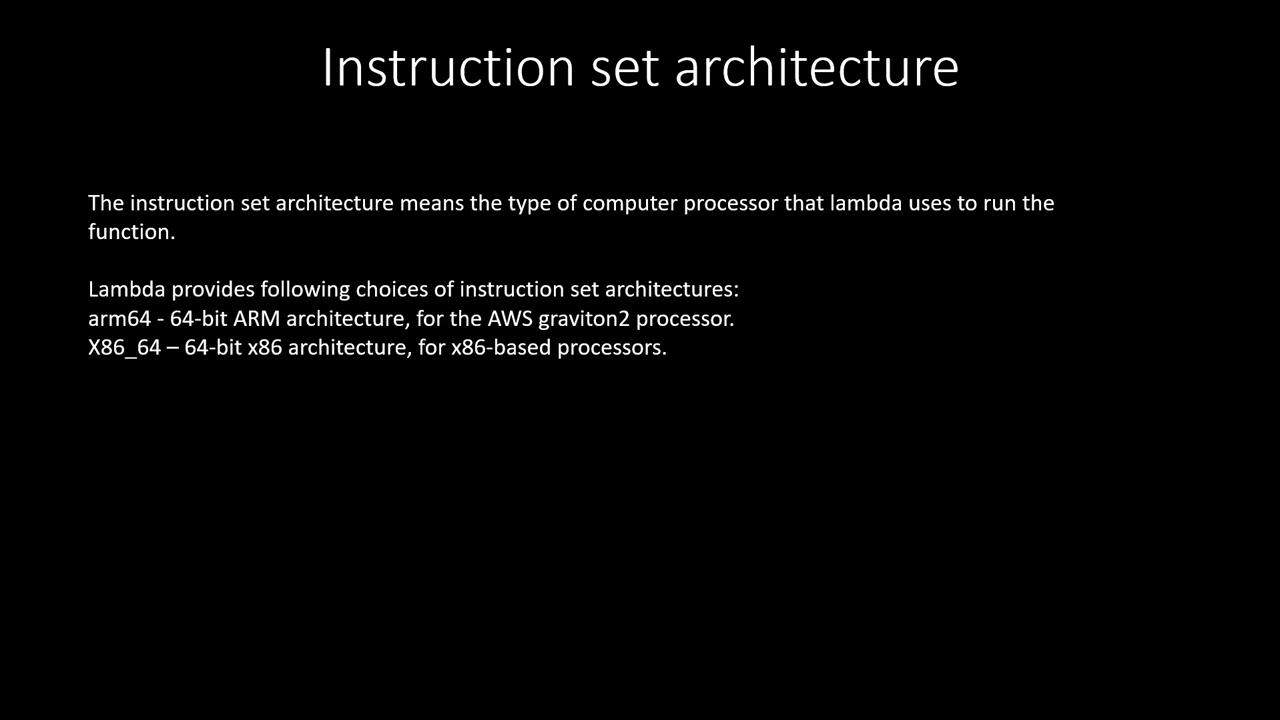 Instruction set architecture
The instruction set architecture means the type of computer processor that lambda uses to run the
function.
Lambda provides following choices of instruction set architectures:
arm64 - 64-bit ARM architecture, for the AWS graviton2 processor.
X86_64 – 64-bit x86 architecture, for x86-based processors.